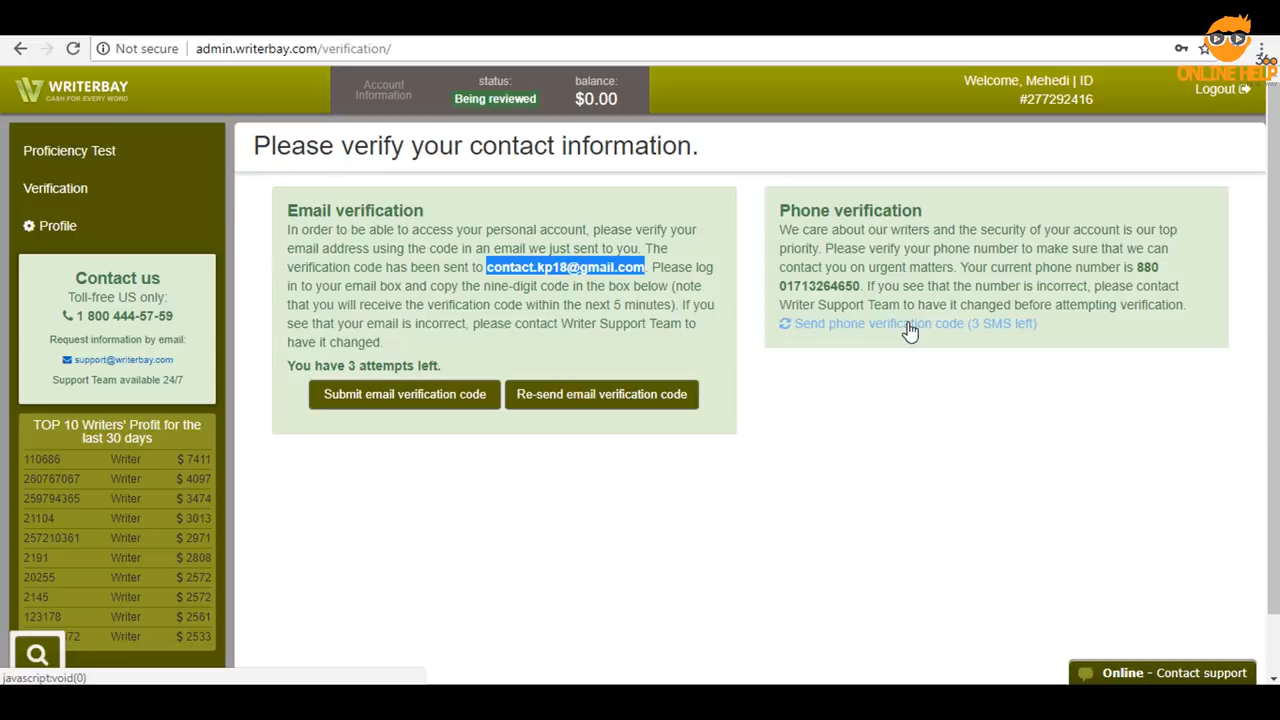 Not secure
admin.writerbay.com/verification/
360
ONLINE HELP
WRITERBAY
CASH FOR EVERY WORD
Account
Information
status:
Being reviewed
balance:
$0.00
Welcome, Mehedi | ID
#277292416
Logout
Proficiency Test
Verification
Profile
Contact us
Toll-free US only:
1 800 444-57-59
Request information by email:
support@writerbay.com
Support Team available 24/7
TOP 10 Writers' Profit for the
last 30 days
110686 Writer $ 7411
260767067 Writer $ 4097
259794365 Writer $ 3474
21104 Writer $ 3013
257210361 Writer $ 2971
2191 Writer $ 2808
20255 Writer $ 2572
2145 Writer $ 2572
123178 Writer $ 2561
72 Writer $ 2533
Please verify your contact information.
Email verification
In order to be able to access your personal account, please verify your
email address using the code in an email we just sent to you. The
verification code has been sent to contact.kp18@gmail.com. Please log
in to your email box and copy the nine-digit code in the box below (note
that you will receive the verification code within the next 5 minutes). If you
see that your email is incorrect, please contact Writer Support Team to
have it changed.
You have 3 attempts left.
Submit email verification code
Re-send email verification code
Phone verification
We care about our writers and the security of your account is our top
priority. Please verify your phone number to make sure that we can
contact you on urgent matters. Your current phone number is 880
01713264650. If you see that the number is incorrect, please contact
Writer Support Team to have it changed before attempting verification.
Send phone verification code (3 SMS left)
javascript:void(0)
Online - Contact support